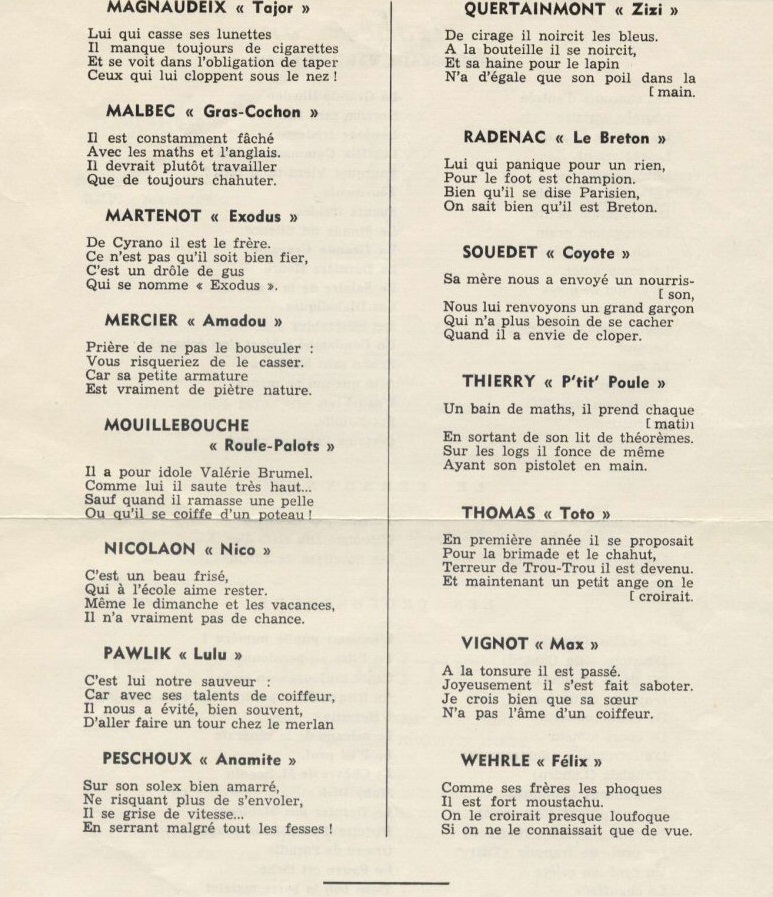 MAGNAUDEIX « Tajor »
Lui qui casse ses lunettes
Il manque toujours de cigarettes
Et se voit dans l'obligation de taper
Ceux qui lui cloppent sous le nez !
MALBEC « Gras-Cochon »
Il est constamment fâché
Avec les maths et l'anglais.
Il devrait plutôt travailler
Que de toujours chahuter.
MARTENOT « Exodus »
De Cyrano il est le frère.
Ce n'est pas qu'il soit bien fier,
C'est un drôle de gus
Qui se nomme « Exodus ».
MERCIER « Amadou »
Prière de ne pas le bousculer :
Vous risqueriez de le casser.
Car sa petite armature
Est vraiment de piètre nature.
MOUILLEBOUCHE
« Roule-Palots »
Il a pour idole Valérie Brumel.
Comme lui il saute très haut...
Sauf quand il ramasse une pelle
Ou qu'il se coiffe d'un poteau !
NICOLAON « Nico »
C'est un beau frisé,
Qui à l'école aime rester.
Même le dimanche et les vacances,
Il n'a vraiment pas de chance.
PAWLIK « Lulu »
C'est lui notre sauveur :
Car avec ses talents de coiffeur,
Il nous a évité, bien souvent,
D'aller faire un tour chez le merlan
PESCHOUX « Anamite »
Sur son solex bien amarré,
Ne risquant plus de s'envoler,
Il se grise de vitesse...
En serrant malgré tout les fesses !
QUERTAINMONT « Zizi »
De cirage il noircit les bleus.
A la bouteille il se noircit,
Et sa haine pour le lapin
N'a d'égale que son poil dans la
[ main.
RADENAC « Le Breton »
Lui qui panique pour un rien,
Pour le foot est champion.
Bien qu'il se dise Parisien,
On sait bien qu'il est Breton.
SOUEDET « Coyote »
Sa mère nous a envoyé un nourris-
[ son,
Nous lui renvoyons un grand garçon
Qui n'a plus besoin de se cacher
Quand il a envie de cloper.
THIERRY « P'tit' Poule »
Un bain de maths, il prend chaque
[ matin
En sortant de son lit de théorèmes.
Sur les logs il fonce de même
Ayant son pistolet en main.
THOMAS « Toto »
En première année il se proposait
Pour la brimade et le chahut,
Terreur de Trou-Trou il est devenu.
Et maintenant un petit ange on le
[ croirait.
VIGNOT « Max »
A la tonsure il est passé.
Joyeusement il s'est fait saboter.
Je crois bien que sa sœur
N'a pas l'âme d'un coiffeur.
WEHRLE « Félix »
Comme ses frères les phoques
Il est fort moustachu.
On le croirait presque loufoque
Si on ne le connaissait que de vue.